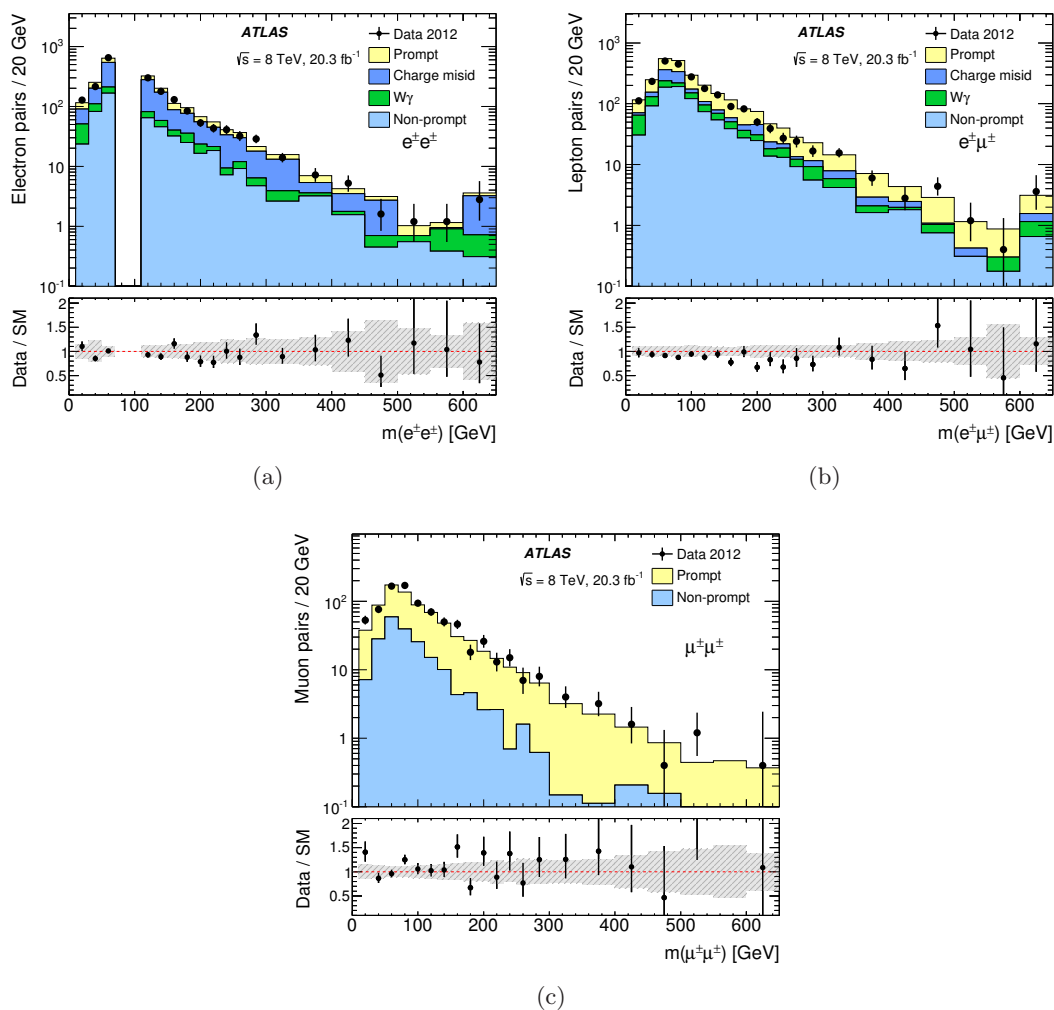 Electron pairs / 20 GeV
10³
10²
10
1
10⁻¹
ATLAS
√s = 8 TeV, 20.3 fb⁻¹
Data 2012
Prompt
Charge misid
Wγ
Non-prompt
e±e±
Data / SM
2
1.5
1
0.5
0 100 200 300 400 500 600
m(e±e±) [GeV]
(a)
Lepton pairs / 20 GeV
10³
10²
10
1
10⁻¹
ATLAS
√s = 8 TeV, 20.3 fb⁻¹
Data 2012
Prompt
Charge misid
Wγ
Non-prompt
e±μ±
Data / SM
2
1.5
1
0.5
0 100 200 300 400 500 600
m(e±μ±) [GeV]
(b)
Muon pairs / 20 GeV
10²
10
1
10⁻¹
ATLAS
√s = 8 TeV, 20.3 fb⁻¹
Data 2012
Prompt
Non-prompt
μ±μ±
Data / SM
2
1.5
1
0.5
0 100 200 300 400 500 600
m(μ±μ±) [GeV]
(c)